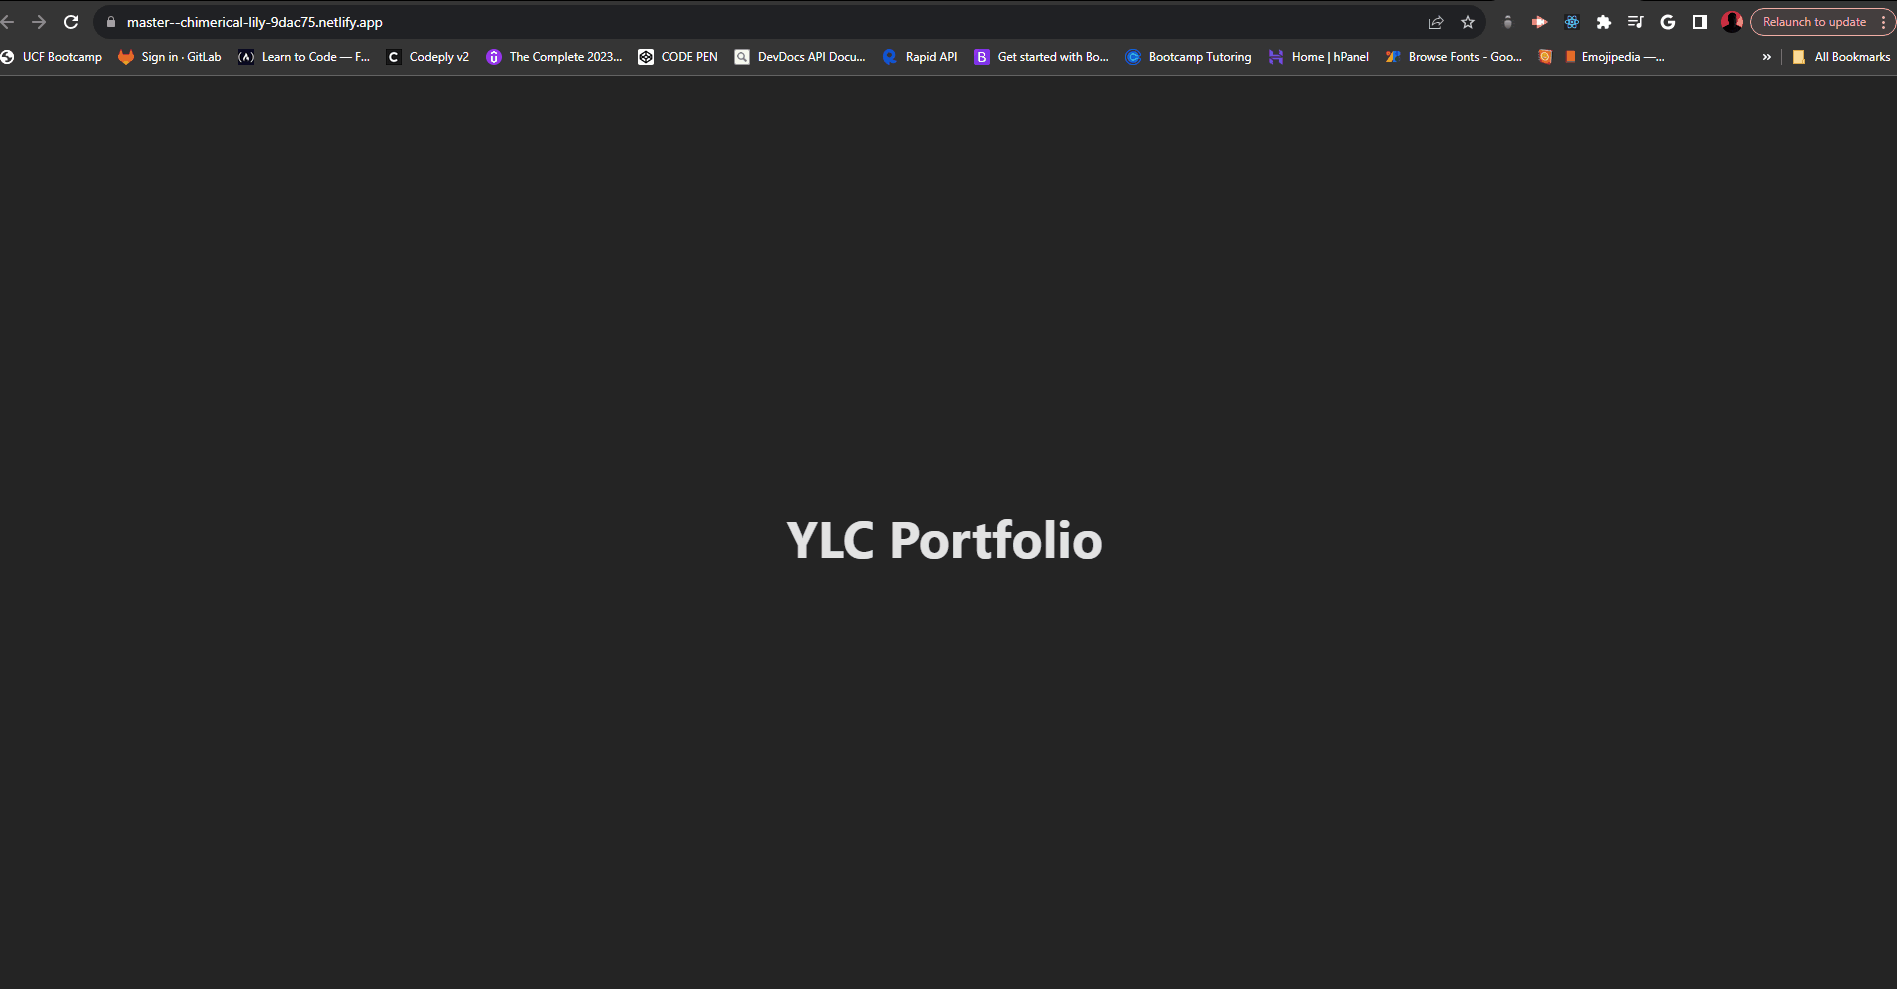 master--chimerical-lily-9dac75.netlify.app
Relaunch to update
UCF Bootcamp
Sign in · GitLab
Learn to Code — F...
Codeply v2
The Complete 2023...
CODE PEN
DevDocs API Docu...
Rapid API
Get started with Bo...
Bootcamp Tutoring
Home | hPanel
Browse Fonts - Goo...
Emojipedia —...
»
All Bookmarks
YLC Portfolio